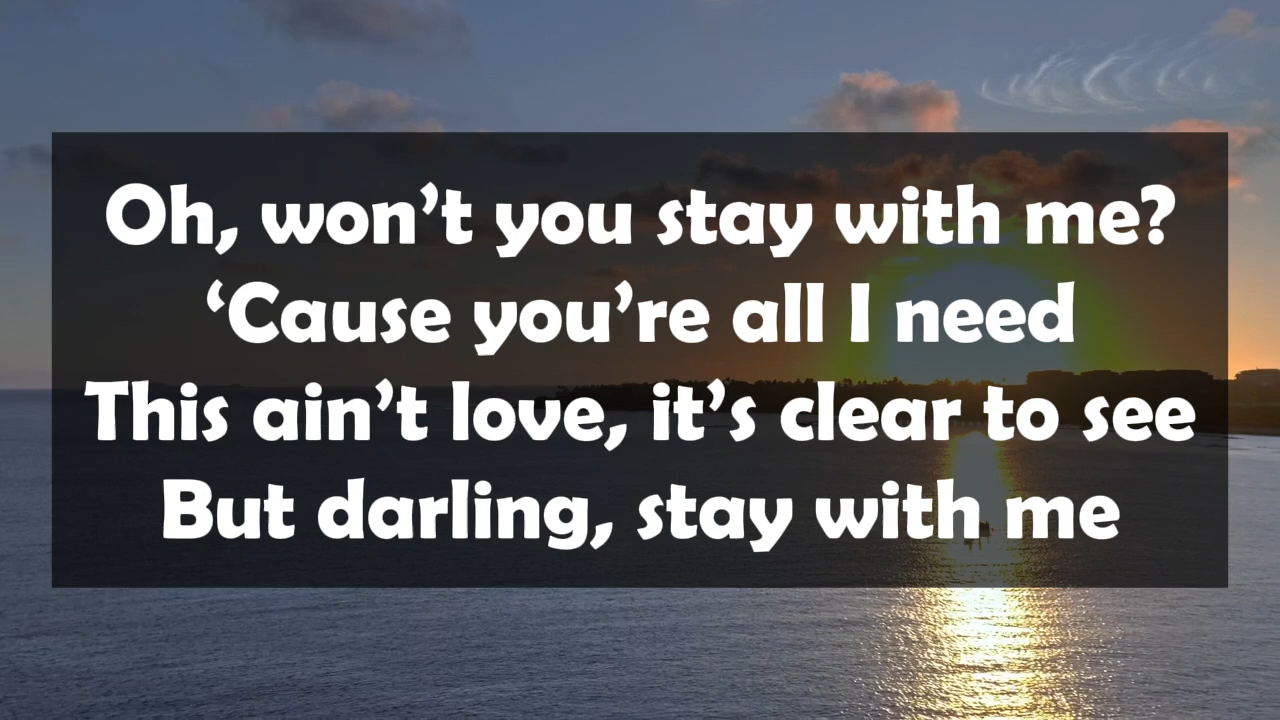 Oh, won’t you stay with me?
‘Cause you’re all I need
This ain’t love, it’s clear to see
But darling, stay with me